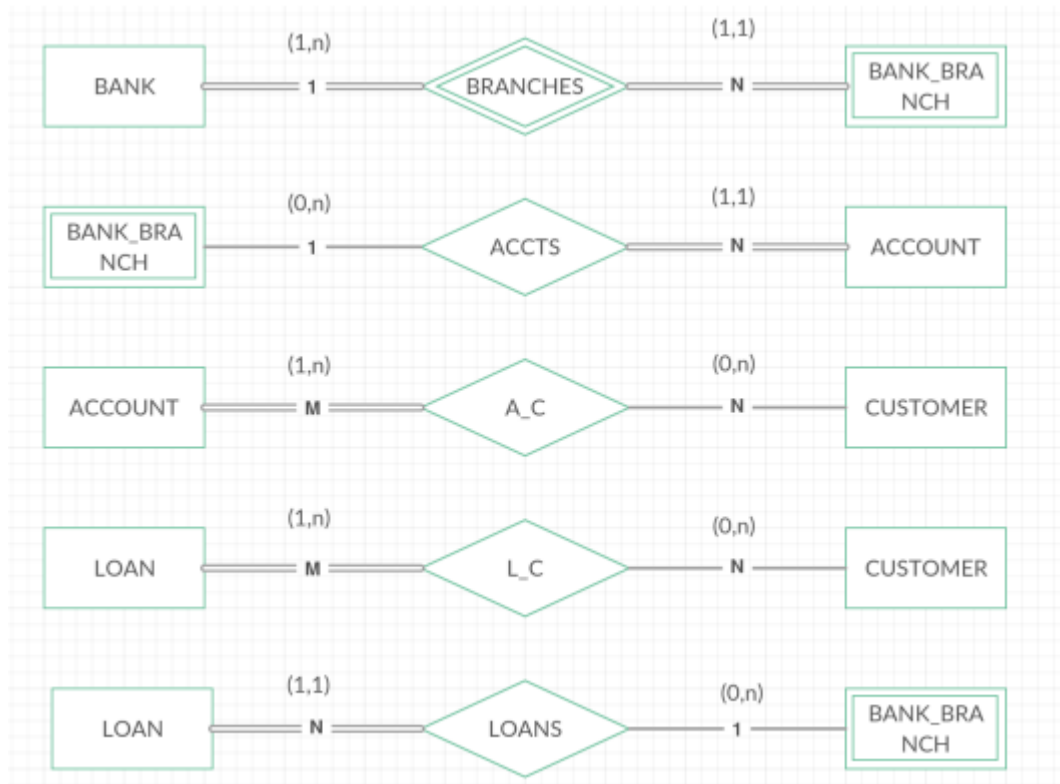 (1,n) (1,1)
BANK 1 BRANCHES N BANK_BRA
NCH
(0,n) (1,1)
BANK_BRA
NCH 1 ACCTS N ACCOUNT
(1,n) (0,n)
ACCOUNT M A_C N CUSTOMER
(1,n) (0,n)
LOAN M L_C N CUSTOMER
(1,1) (0,n)
LOAN N LOANS 1 BANK_BRA
NCH